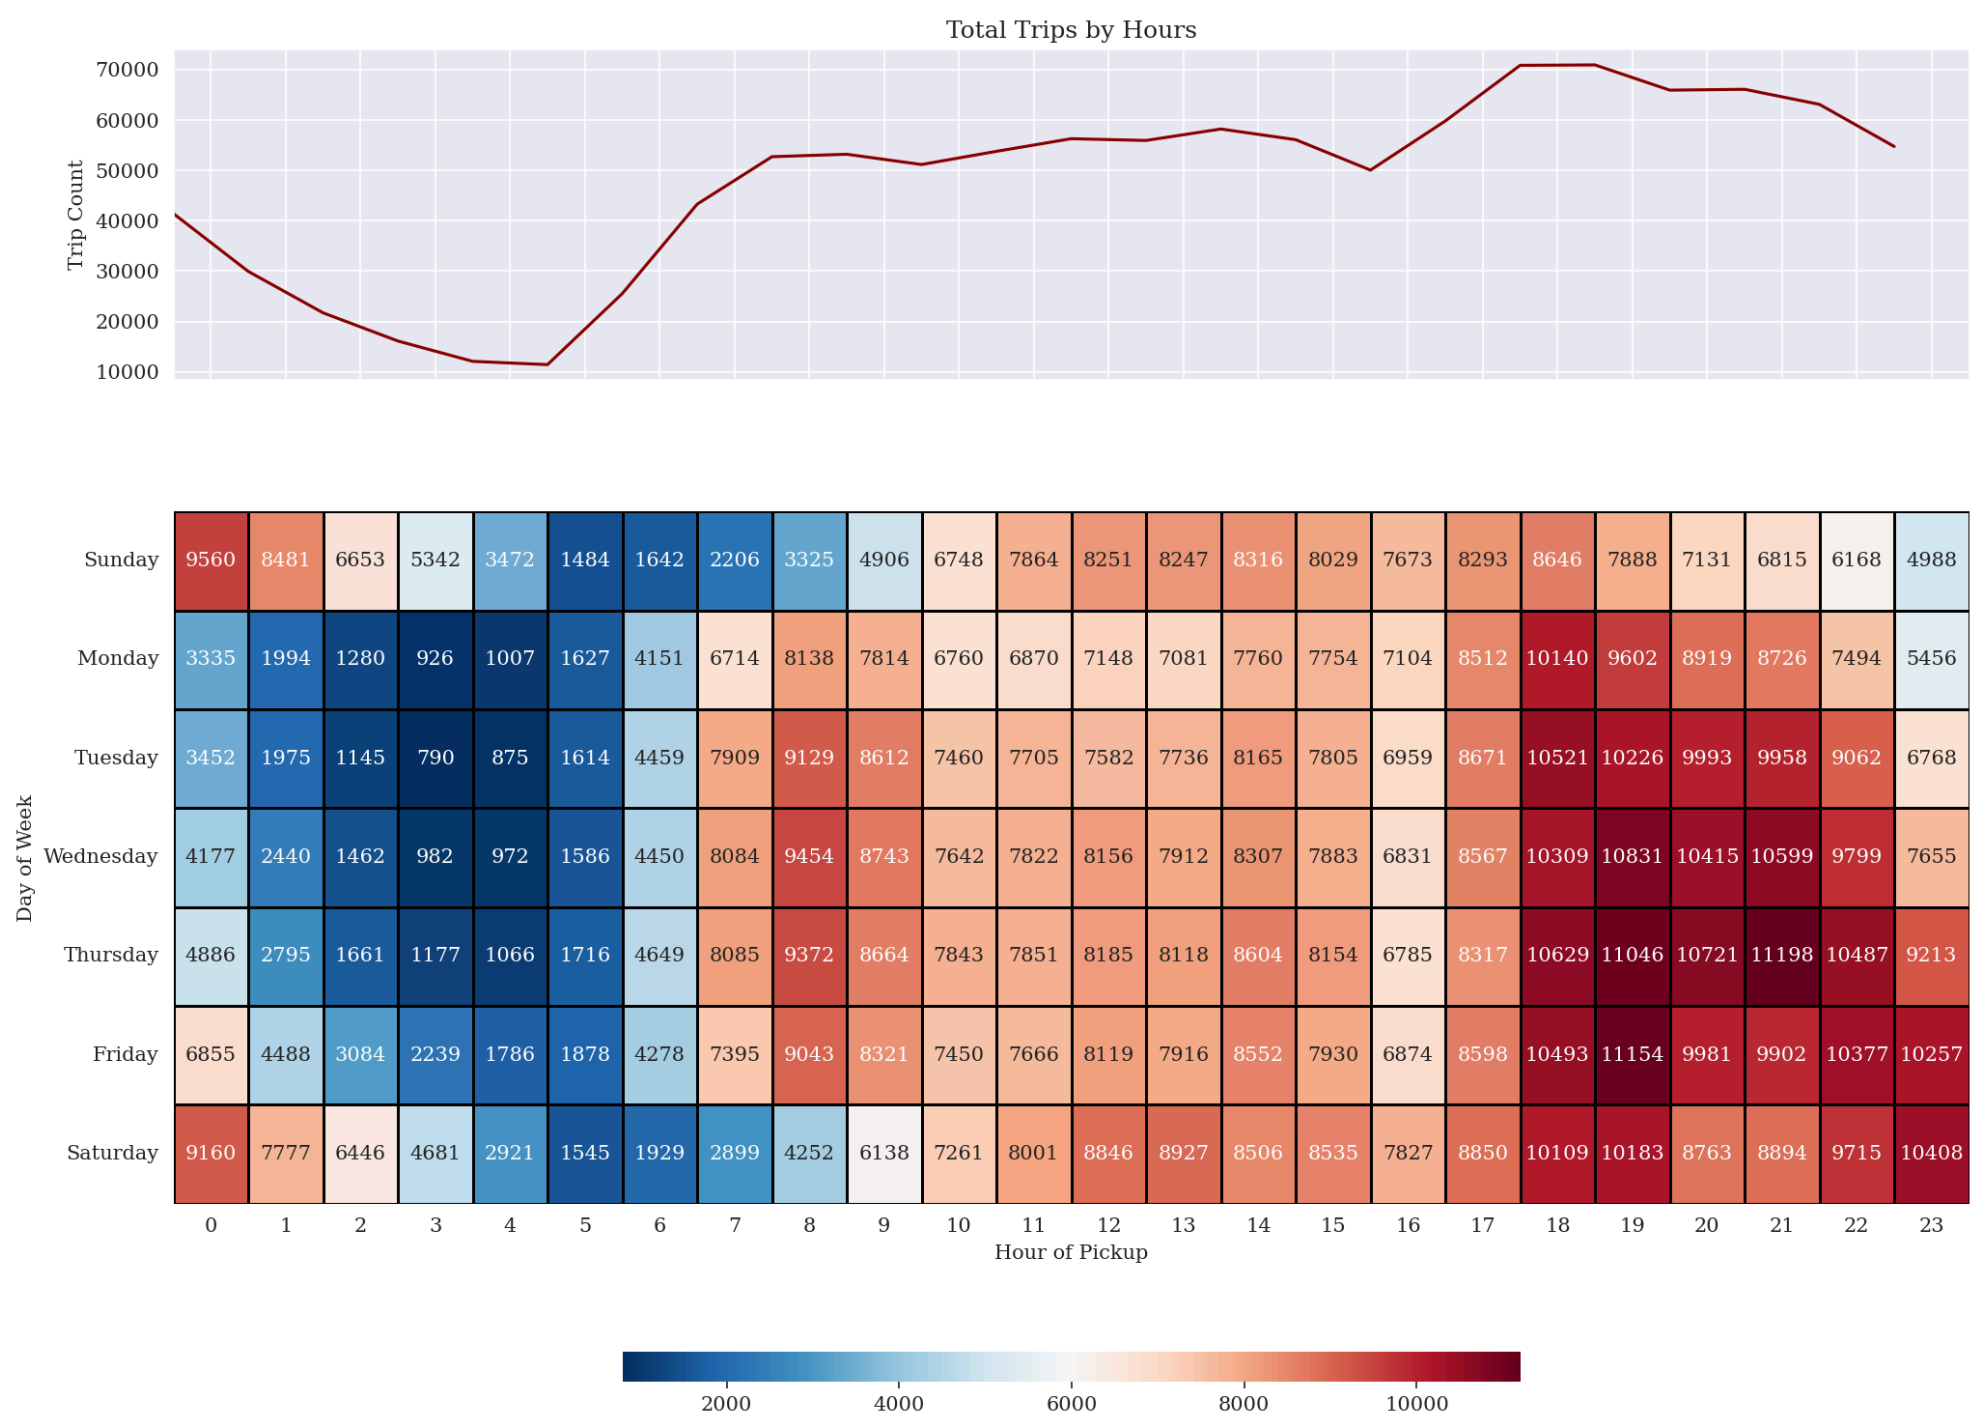 Total Trips by Hours
70000
60000
50000
40000
30000
20000
10000
Trip Count
Sunday 9560 8481 6653 5342 3472 1484 1642 2206 3325 4906 6748 7864 8251 8247 8316 8029 7673 8293 8646 7888 7131 6815 6168 4988
Monday 3335 1994 1280 926 1007 1627 4151 6714 8138 7814 6760 6870 7148 7081 7760 7754 7104 8512 10140 9602 8919 8726 7494 5456
Tuesday 3452 1975 1145 790 875 1614 4459 7909 9129 8612 7460 7705 7582 7736 8165 7805 6959 8671 10521 10226 9993 9958 9062 6768
Wednesday 4177 2440 1462 982 972 1586 4450 8084 9454 8743 7642 7822 8156 7912 8307 7883 6831 8567 10309 10831 10415 10599 9799 7655
Thursday 4886 2795 1661 1177 1066 1716 4649 8085 9372 8664 7843 7851 8185 8118 8604 8154 6785 8317 10629 11046 10721 11198 10487 9213
Friday 6855 4488 3084 2239 1786 1878 4278 7395 9043 8321 7450 7666 8119 7916 8552 7930 6874 8598 10493 11154 9981 9902 10377 10257
Saturday 9160 7777 6446 4681 2921 1545 1929 2899 4252 6138 7261 8001 8846 8927 8506 8535 7827 8850 10109 10183 8763 8894 9715 10408
Day of Week
0 1 2 3 4 5 6 7 8 9 10 11 12 13 14 15 16 17 18 19 20 21 22 23
Hour of Pickup
2000 4000 6000 8000 10000